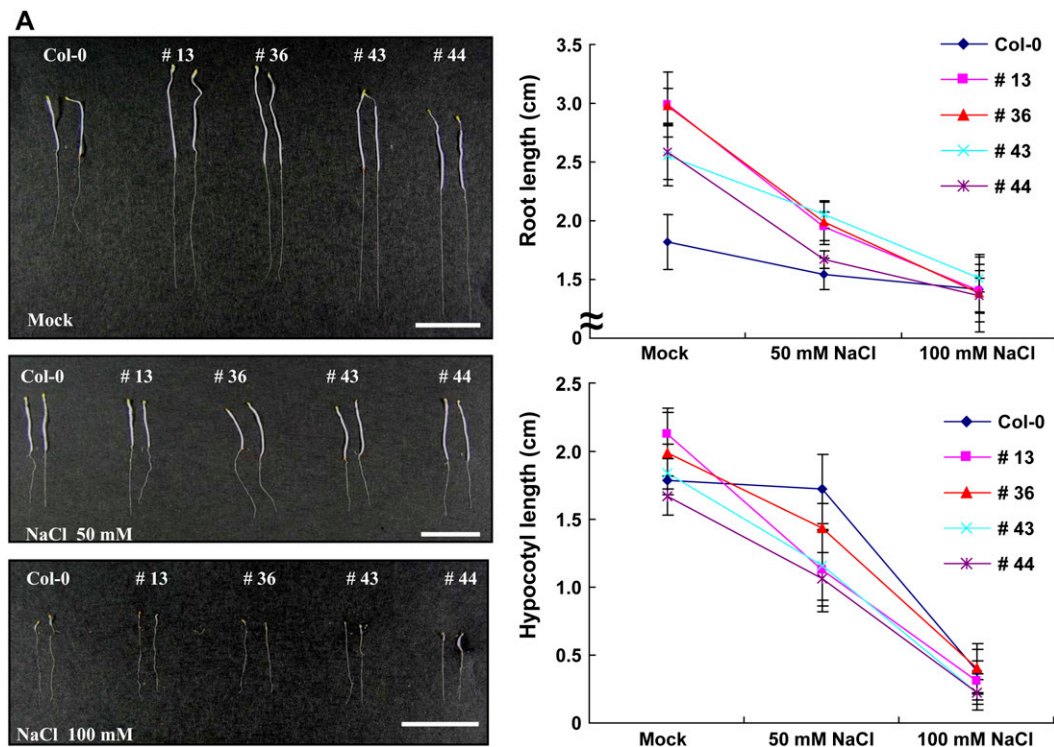 A
Col-0 # 13 # 36 # 43 # 44
Mock
Col-0 # 13 # 36 # 43 # 44
NaCl 50 mM
Col-0 # 13 # 36 # 43 # 44
NaCl 100 mM
Root length (cm)
3.5
3.0
2.5
2.0
1.5
0
Mock 50 mM NaCl 100 mM NaCl
Col-0
# 13
# 36
# 43
# 44
Hypocotyl length (cm)
2.5
2.0
1.5
1.0
0.5
0
Mock 50 mM NaCl 100 mM NaCl
Col-0
# 13
# 36
# 43
# 44